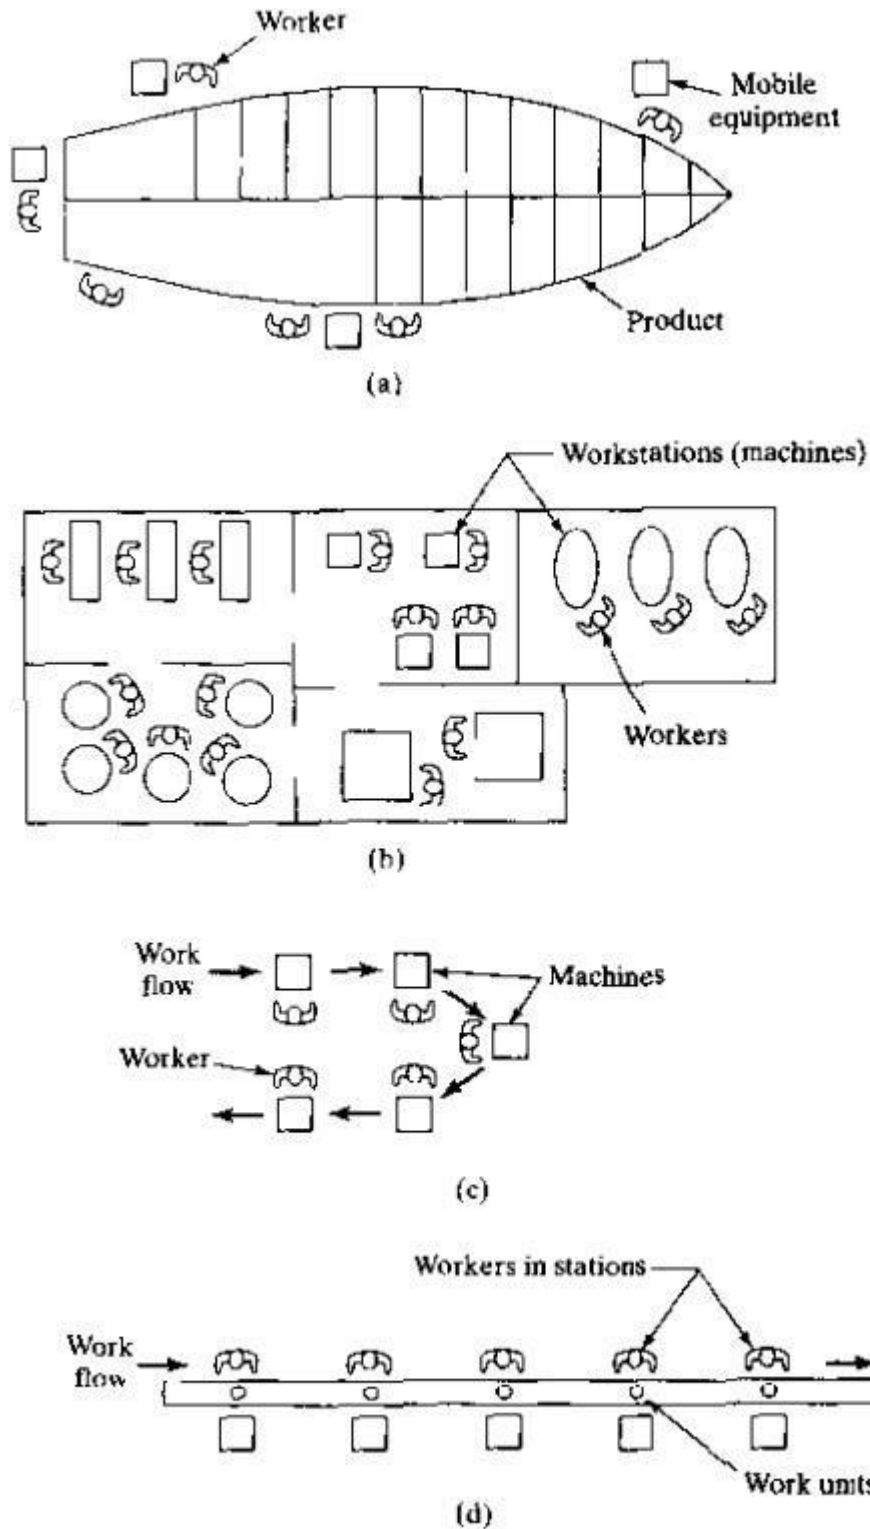 Worker
Mobile
equipment
Product
(a)
Workstations (machines)
Workers
(b)
Work
flow
Machines
Worker
(c)
Workers in stations
Work
flow
Work units
(d)